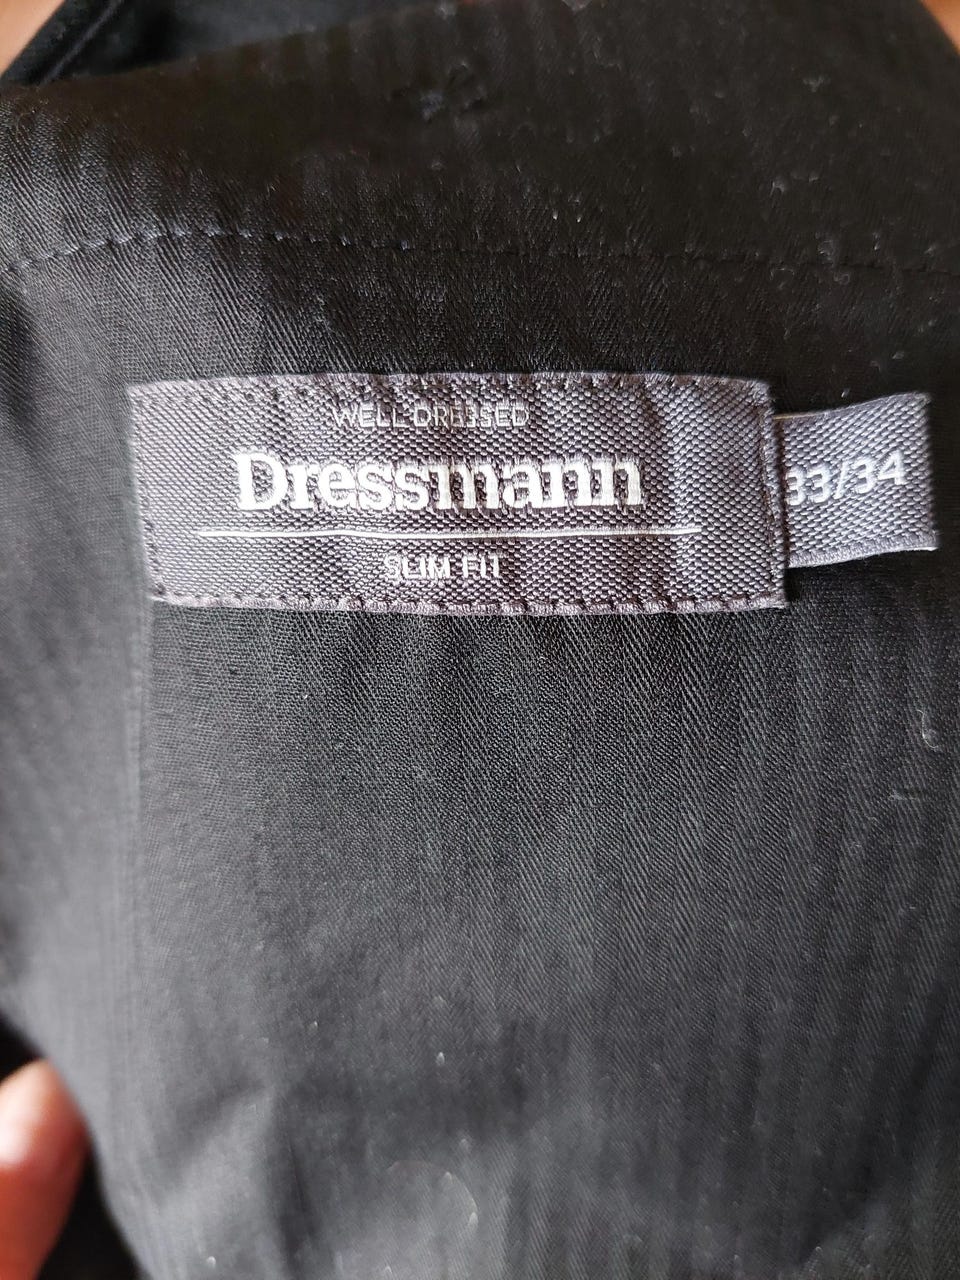 WELL DRESSED
Dressmann
SLIM FIT
33/34